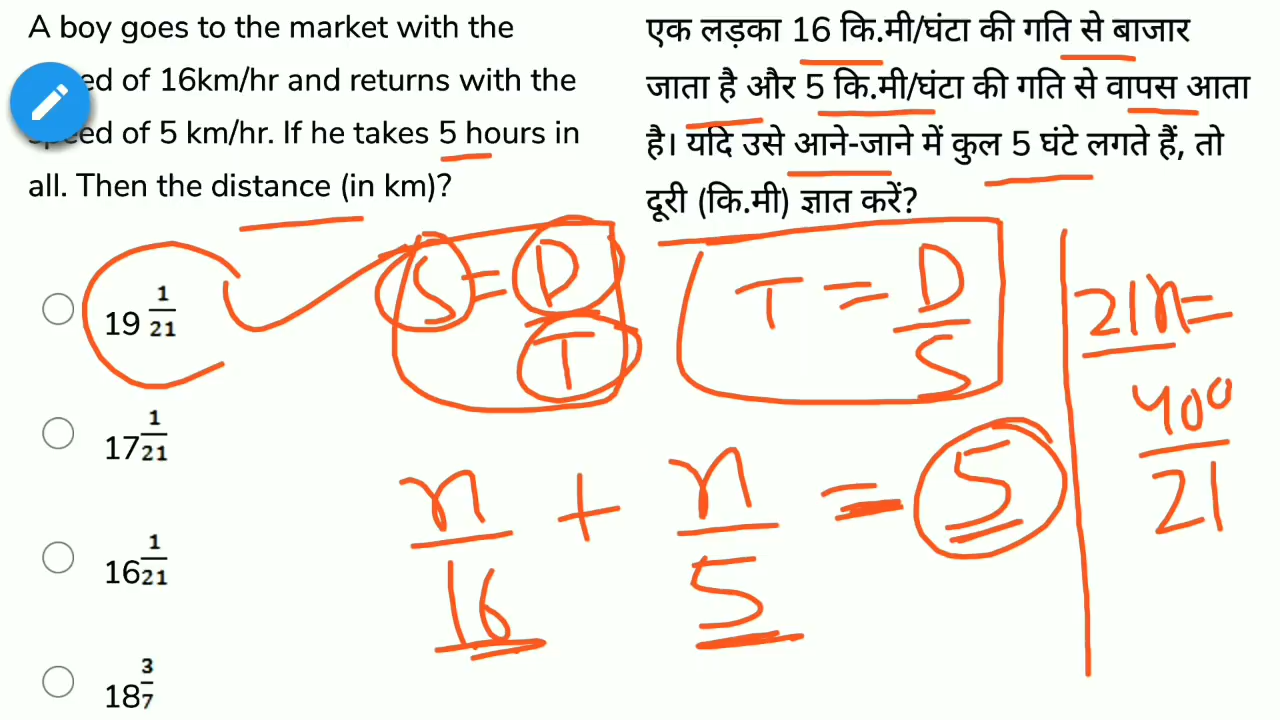 A boy goes to the market with the
ed of 16km/hr and returns with the
speed of 5 km/hr. If he takes 5 hours in
all. Then the distance (in km)?
एक लड़का 16 कि.मी/घंटा की गति से बाजार
जाता है और 5 कि.मी/घंटा की गति से वापस आता
है। यदि उसे आने-जाने में कुल 5 घंटे लगते हैं, तो
दूरी (कि.मी) ज्ञात करें?
19 1/21
17 1/21
16 1/21
18 3/7
S = D/T
T = D/S
n/16 + n/5 = 5
21n =
400/21